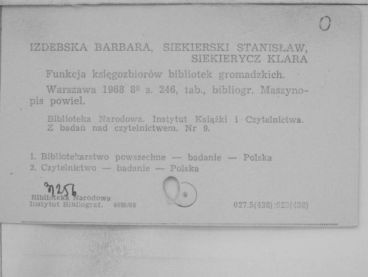 O
IZDEBSKA BARBARA, SIEKIERSKI STANISŁAW,
SIEKIERYCZ KLARA
Funkcja księgozbiorów bibliotek gromadzkich.
Warszawa 1968 8º s. 246, tab., bibliogr. Maszyno-
pis powiel.
Biblioteka Narodowa. Instytut Książki i Czytelnictwa.
Z badań nad czytelnictwem. Nr 9.
1. Bibliotekarstwo powszechne — badanie — Polska
2. Czytelnictwo — badanie — Polska
Biblioteka Narodowa
Instytut Bibliograf.
027.5(438):